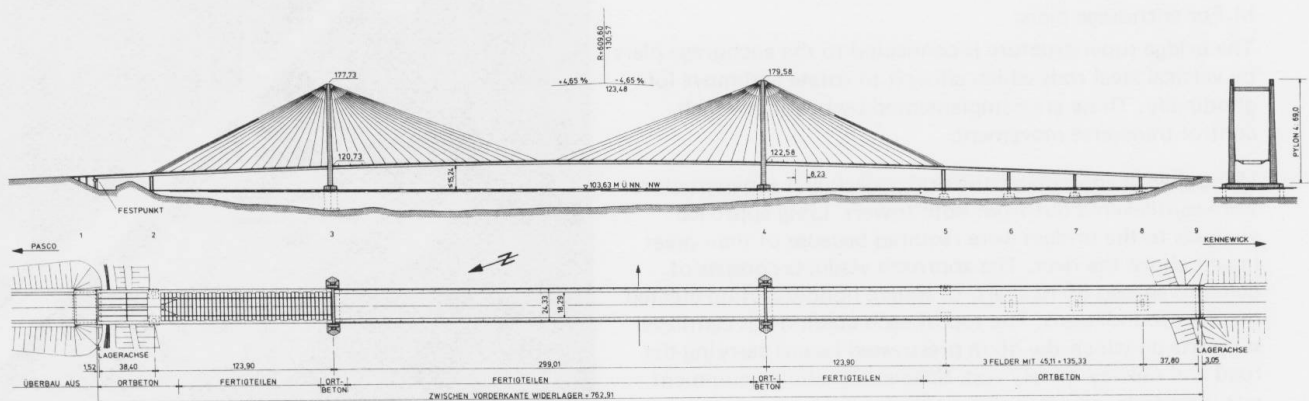 R=609,60
130,57
177,73
+4,65 % -4,65 %
123,48
179,58
120,73
122,58
≤15,24
8,23
▽ 103,63 M Ü NN. NW
PYLON 4 69,0
FESTPUNKT
1 2 3 4 5 6 7 8 9
PASCO
KENNEWICK
N
24,33
18,29
LAGERACHSE
LAGERACHSE
1,52 38,40 123,90 299,01 123,90 3 FELDER MIT 45,11 = 135,33 37,80 3,05
ÜBERBAU AUS ORTBETON FERTIGTEILEN ORT-
BETON FERTIGTEILEN ORT-
BETON FERTIGTEILEN ORTBETON
ZWISCHEN VORDERKANTE WIDERLAGER = 762,91